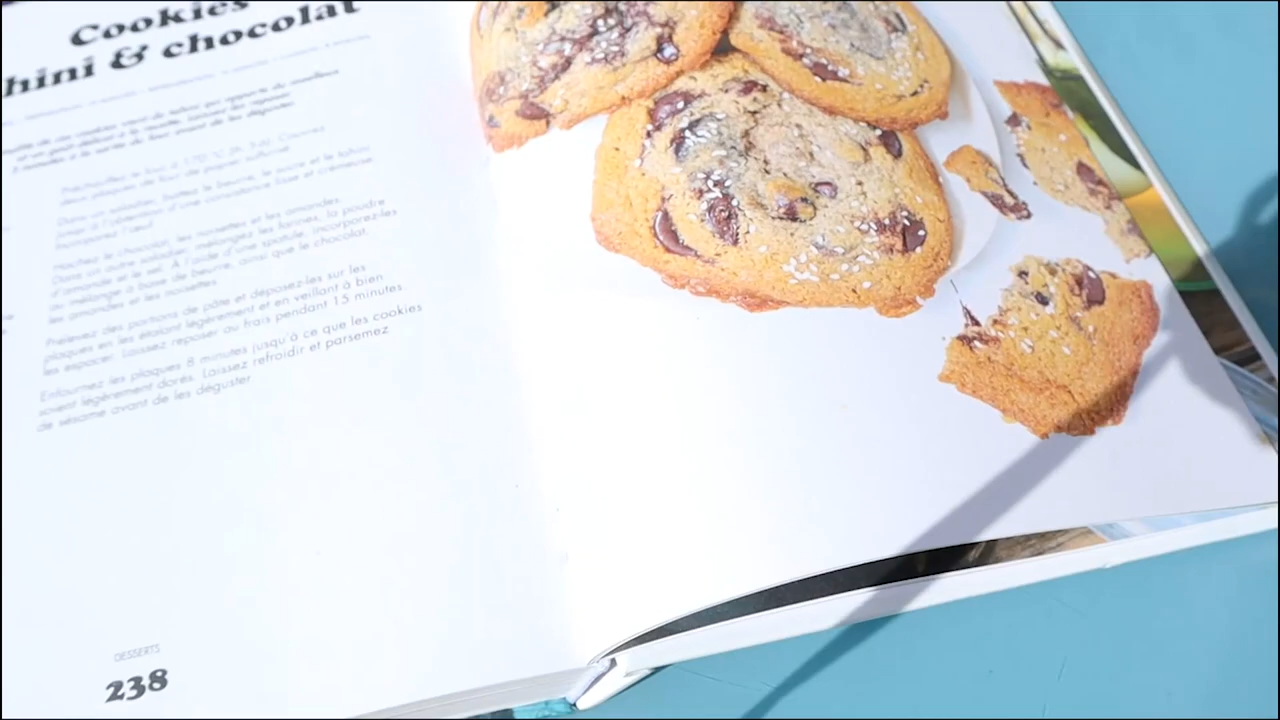 Cookies
hini & chocolat
Préchauffez le four à 170 °C (th. 5-6). Couvrez
deux plaques de four de papier sulfurisé.
Dans un saladier, battez le beurre, le sucre et le tahini
jusqu'à l'obtention d'une consistance lisse et crémeuse.
Incorporez l'œuf.
Hachez le chocolat, les noisettes et les amandes.
Dans un autre saladier, mélangez les farines, la poudre
d'amande et le sel. À l'aide d'une spatule, incorporez-les
au mélange à base de beurre, ainsi que le chocolat,
les amandes et les noisettes.
Prélevez des portions de pâte et déposez-les sur les
plaques en les étalant légèrement et en veillant à bien
les espacer. Laissez reposer au frais pendant 15 minutes.
Enfournez les plaques 8 minutes jusqu'à ce que les cookies
soient légèrement dorés. Laissez refroidir et parsemez
de sésame avant de les déguster.
DESSERTS
238